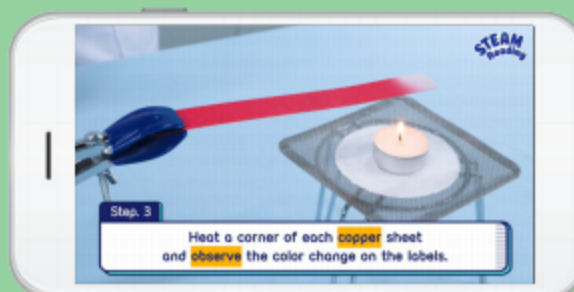 STEAM
Reading
Step. 3
Heat a corner of each copper sheet
and observe the color change on the labels.